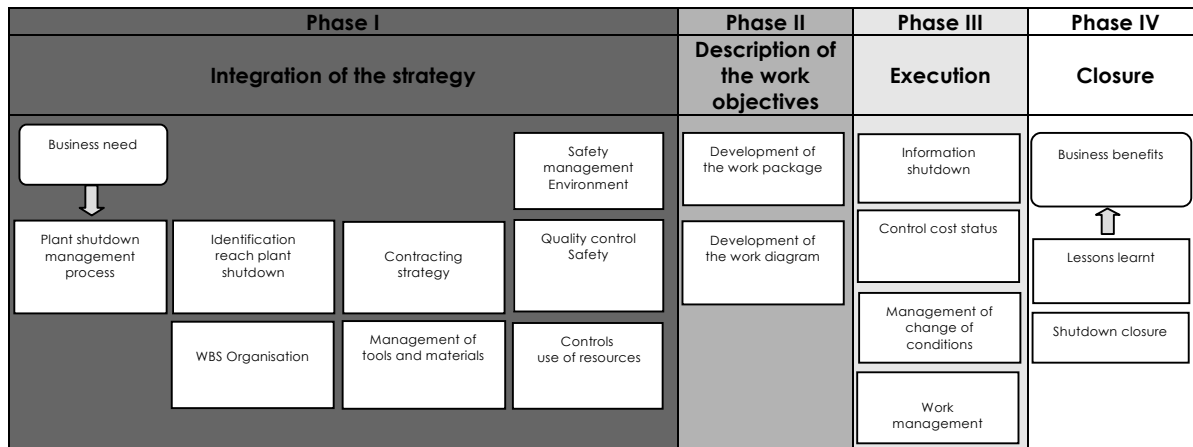 Phase I
Phase II
Phase III
Phase IV
Integration of the strategy
Description of
the work
objectives
Execution
Closure
Business need
Plant shutdown
management
process
Identification
reach plant
shutdown
WBS Organisation
Contracting
strategy
Management of
tools and materials
Safety
management
Environment
Quality control
Safety
Controls
use of resources
Development of
the work package
Development of
the work diagram
Information
shutdown
Control cost status
Management of
change of
conditions
Work
management
Business benefits
Lessons learnt
Shutdown closure